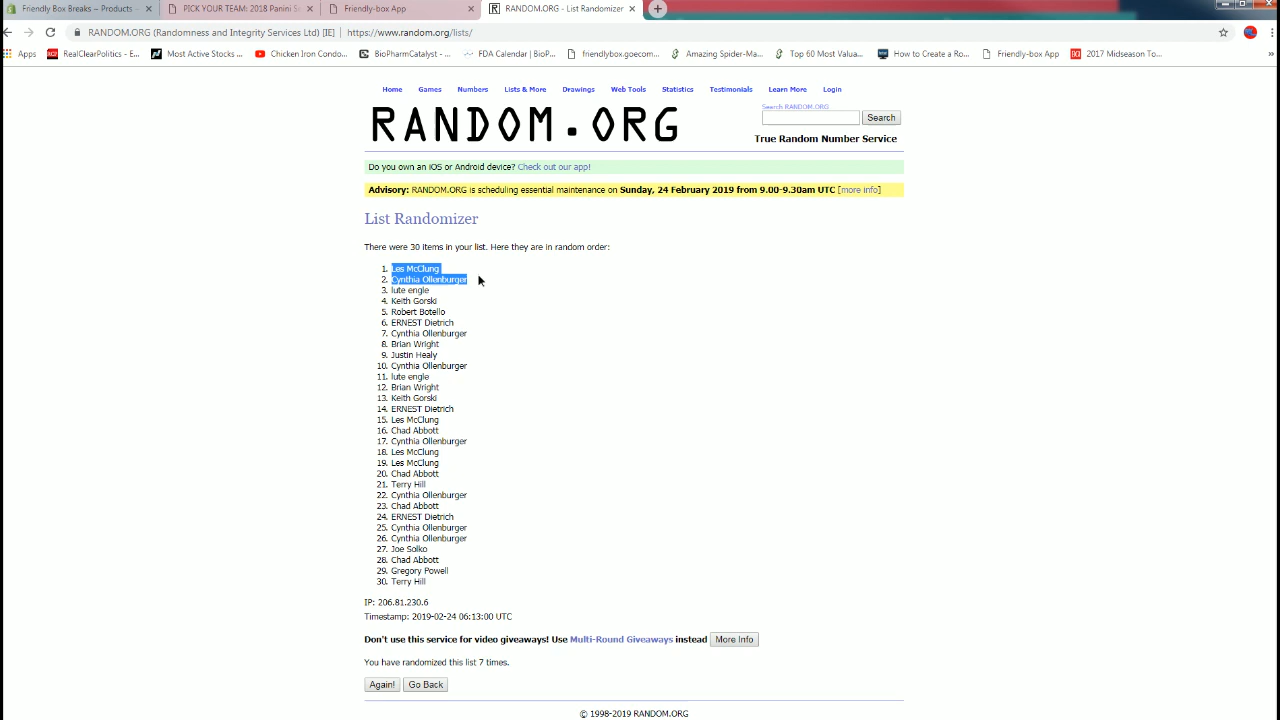 Friendly Box Breaks – Products –
PICK YOUR TEAM: 2018 Panini S
Friendly-box App
RANDOM.ORG - List Randomizer
RANDOM.ORG (Randomness and Integrity Services Ltd) [IE]
https://www.random.org/lists/
Apps
RealClearPolitics - E...
Most Active Stocks ...
Chicken Iron Condo...
BioPharmCatalyst - ...
FDA Calendar | BioP...
friendlybox.goecom...
Amazing Spider-Ma...
Top 60 Most Valua...
How to Create a Ro...
Friendly-box App
2017 Midseason To...
Home Games Numbers Lists & More Drawings Web Tools Statistics Testimonials Learn More Login
RANDOM.ORG
Search RANDOM.ORG
Search
True Random Number Service
Do you own an iOS or Android device? Check out our app!
Advisory: RANDOM.ORG is scheduling essential maintenance on Sunday, 24 February 2019 from 9.00-9.30am UTC [more info]
List Randomizer
There were 30 items in your list. Here they are in random order:
1. Les McClung
2. Cynthia Ollenburger
3. lute engle
4. Keith Gorski
5. Robert Botello
6. ERNEST Dietrich
7. Cynthia Ollenburger
8. Brian Wright
9. Justin Healy
10. Cynthia Ollenburger
11. lute engle
12. Brian Wright
13. Keith Gorski
14. ERNEST Dietrich
15. Les McClung
16. Chad Abbott
17. Cynthia Ollenburger
18. Les McClung
19. Les McClung
20. Chad Abbott
21. Terry Hill
22. Cynthia Ollenburger
23. Chad Abbott
24. ERNEST Dietrich
25. Cynthia Ollenburger
26. Cynthia Ollenburger
27. Joe Solko
28. Chad Abbott
29. Gregory Powell
30. Terry Hill
IP: 206.81.230.6
Timestamp: 2019-02-24 06:13:00 UTC
Don't use this service for video giveaways! Use Multi-Round Giveaways instead More Info
You have randomized this list 7 times.
Again! Go Back
© 1998-2019 RANDOM.ORG